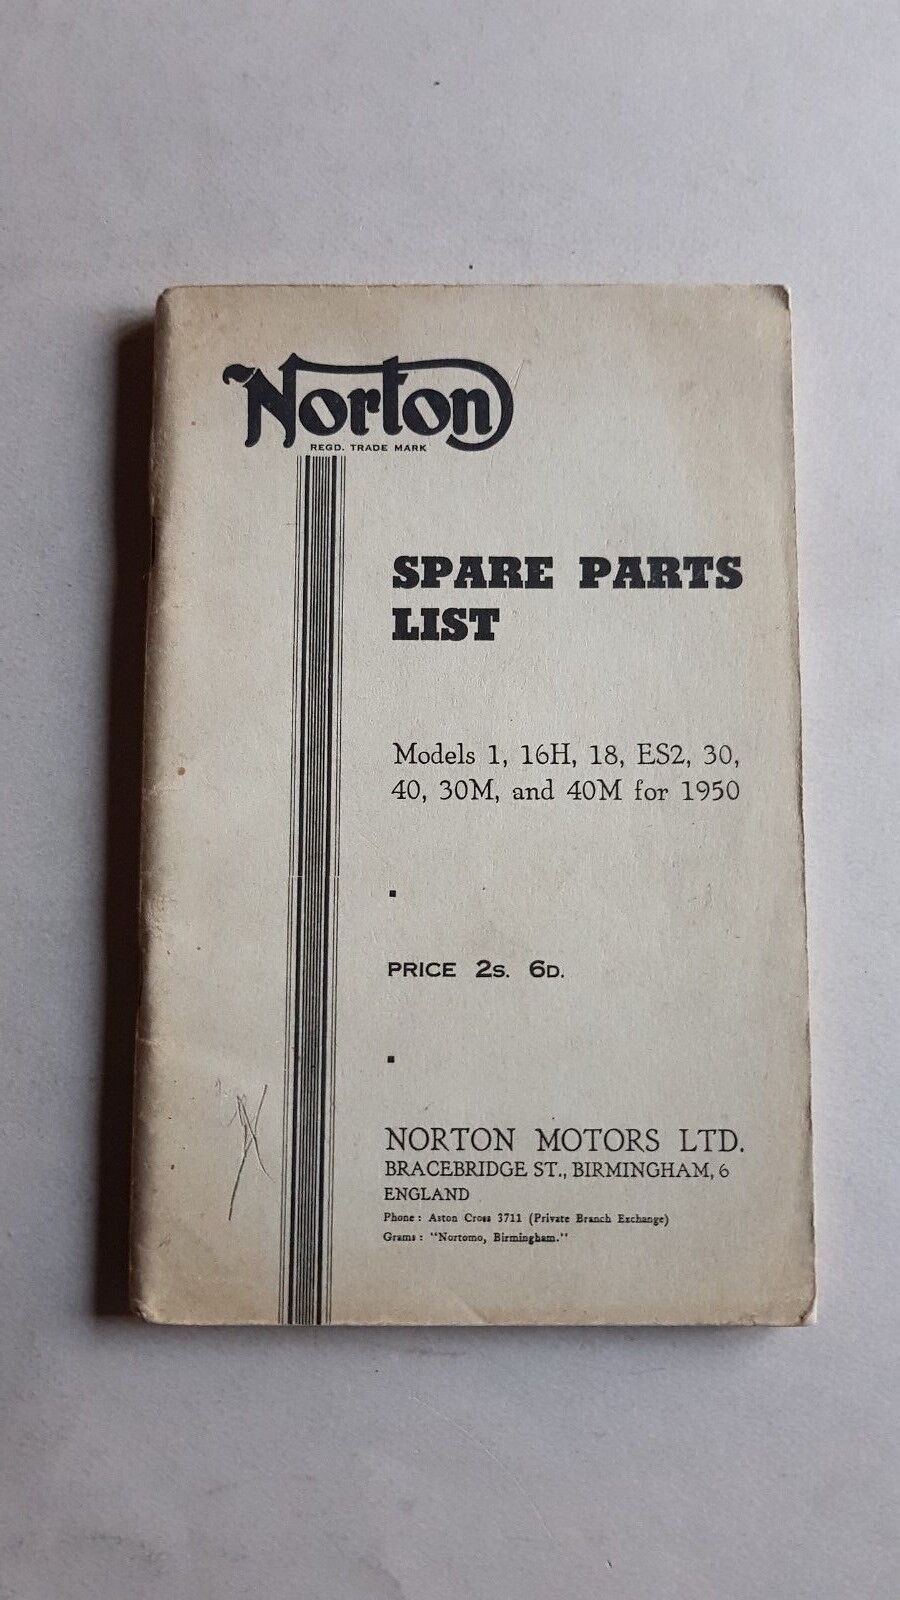 Norton
REGD. TRADE MARK
SPARE PARTS
LIST
Models 1, 16H, 18, ES2, 30,
40, 30M, and 40M for 1950
PRICE 2S. 6D.
NORTON MOTORS LTD.
BRACEBRIDGE ST., BIRMINGHAM, 6
ENGLAND
Phone : Aston Cross 3711 (Private Branch Exchange)
Grams : "Nortomo, Birmingham."